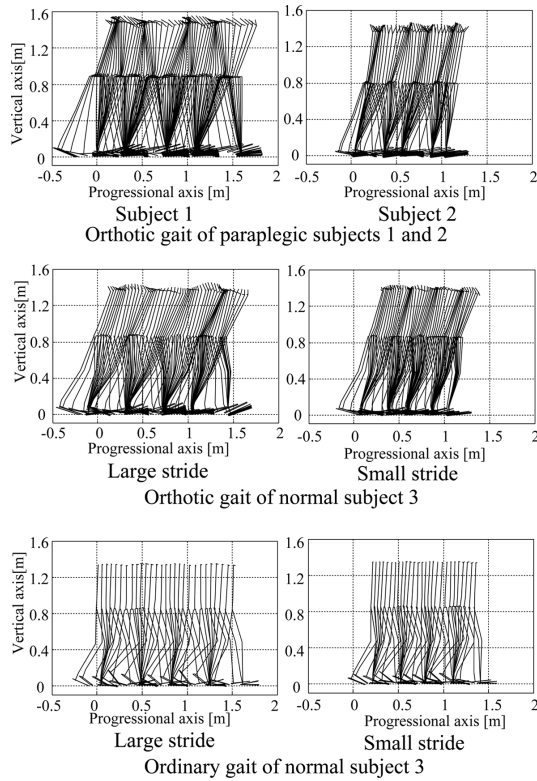 1.6
1.2
0.8
0.4
0
Vertical axis[m]
-0.5 0 0.5 1 1.5 2
Progressional axis [m]
Subject 1
1.6
1.2
0.8
0.4
0
-0.5 0 0.5 1 1.5 2
Progressional axis [m]
Subject 2
Orthotic gait of paraplegic subjects 1 and 2
1.6
1.2
0.8
0.4
0
Vertical axis[m]
-0.5 0 0.5 1 1.5 2
Progressional axis [m]
Large stride
1.6
1.2
0.8
0.4
0
-0.5 0 0.5 1 1.5 2
Progressional axis [m]
Small stride
Orthotic gait of normal subject 3
1.6
1.2
0.8
0.4
0
Vertical axis[m]
-0.5 0 0.5 1 1.5 2
Progressional axis [m]
Large stride
1.6
1.2
0.8
0.4
0
-0.5 0 0.5 1 1.5 2
Progressional axis [m]
Small stride
Ordinary gait of normal subject 3